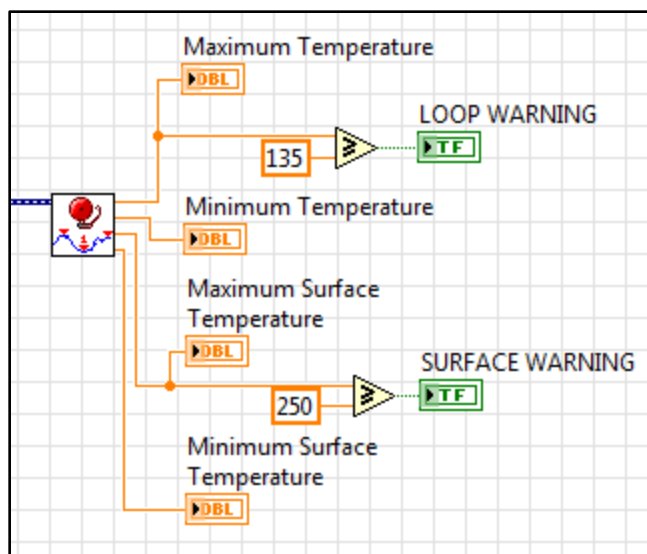 Maximum Temperature
DBL
LOOP WARNING
135
≥
TF
Minimum Temperature
DBL
Maximum Surface
Temperature
DBL
SURFACE WARNING
250
≥
TF
Minimum Surface
Temperature
DBL